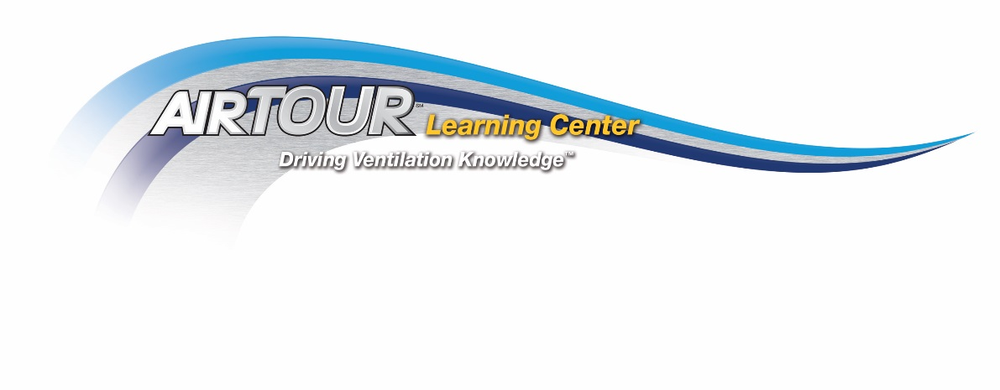 AIRTOUR℠ Learning Center
Driving Ventilation Knowledge™